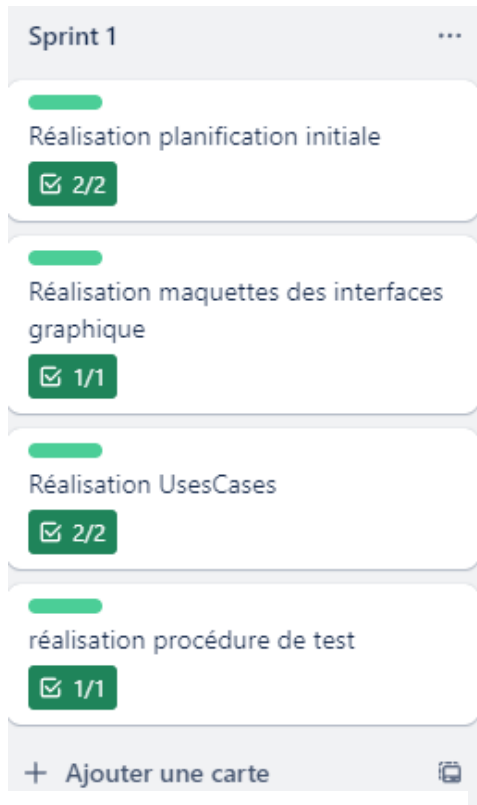 Sprint 1
Réalisation planification initiale
2/2
Réalisation maquettes des interfaces
graphique
1/1
Réalisation UsesCases
2/2
réalisation procédure de test
1/1
+ Ajouter une carte